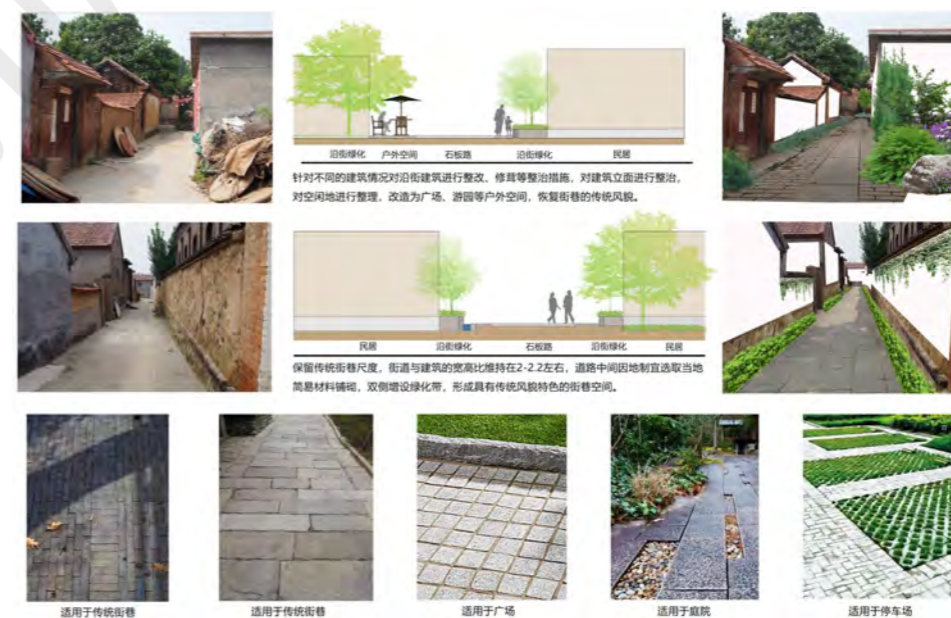 沿街绿化 户外空间 石板路 沿街绿化 民居
针对不同的建筑情况对沿街建筑进行整改、修葺等整治措施，对建筑立面进行整治，
对空闲地进行整理，改造为广场、游园等户外空间，恢复街巷的传统风貌。
民居 沿街绿化 石板路 沿街绿化 民居
保留传统街巷尺度，街道与建筑的宽高比维持在2-2.2左右，道路中间因地制宜选取当地
简易材料铺砌，双侧增设绿化带，形成具有传统风貌特色的街巷空间。
适用于传统街巷 适用于传统街巷 适用于广场 适用于庭院 适用于停车场